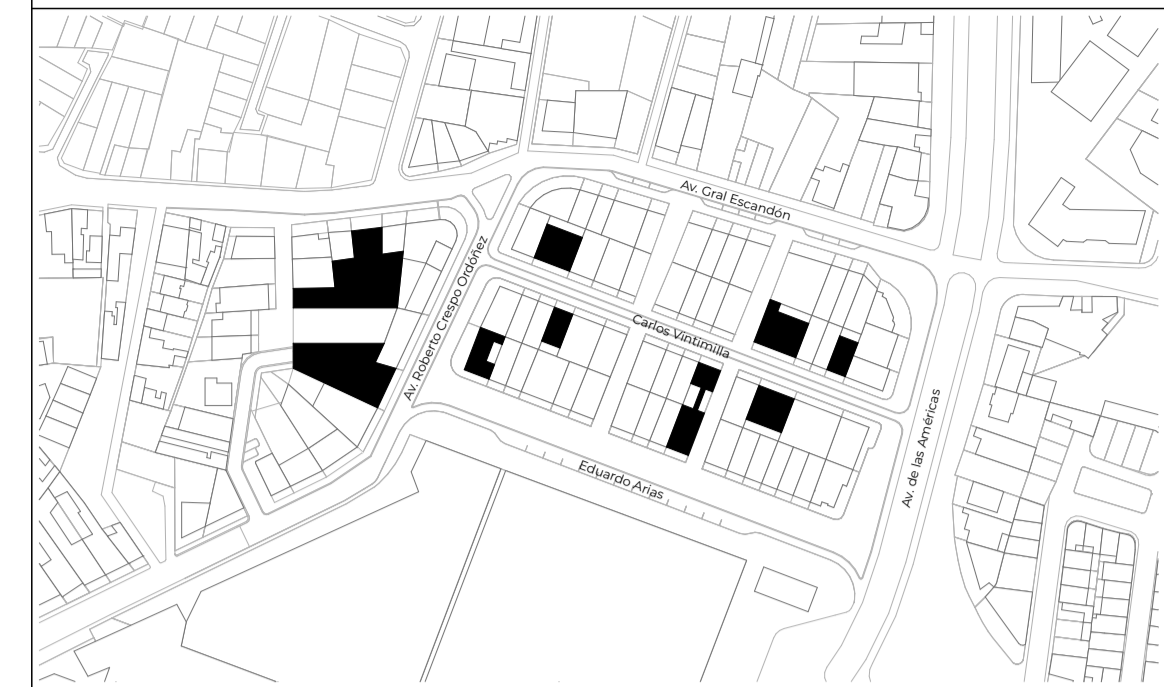 Av. Gral Escandón
Av. Roberto Crespo Ordóñez
Carlos Vintimilla
Av. de las Américas
Eduardo Arias